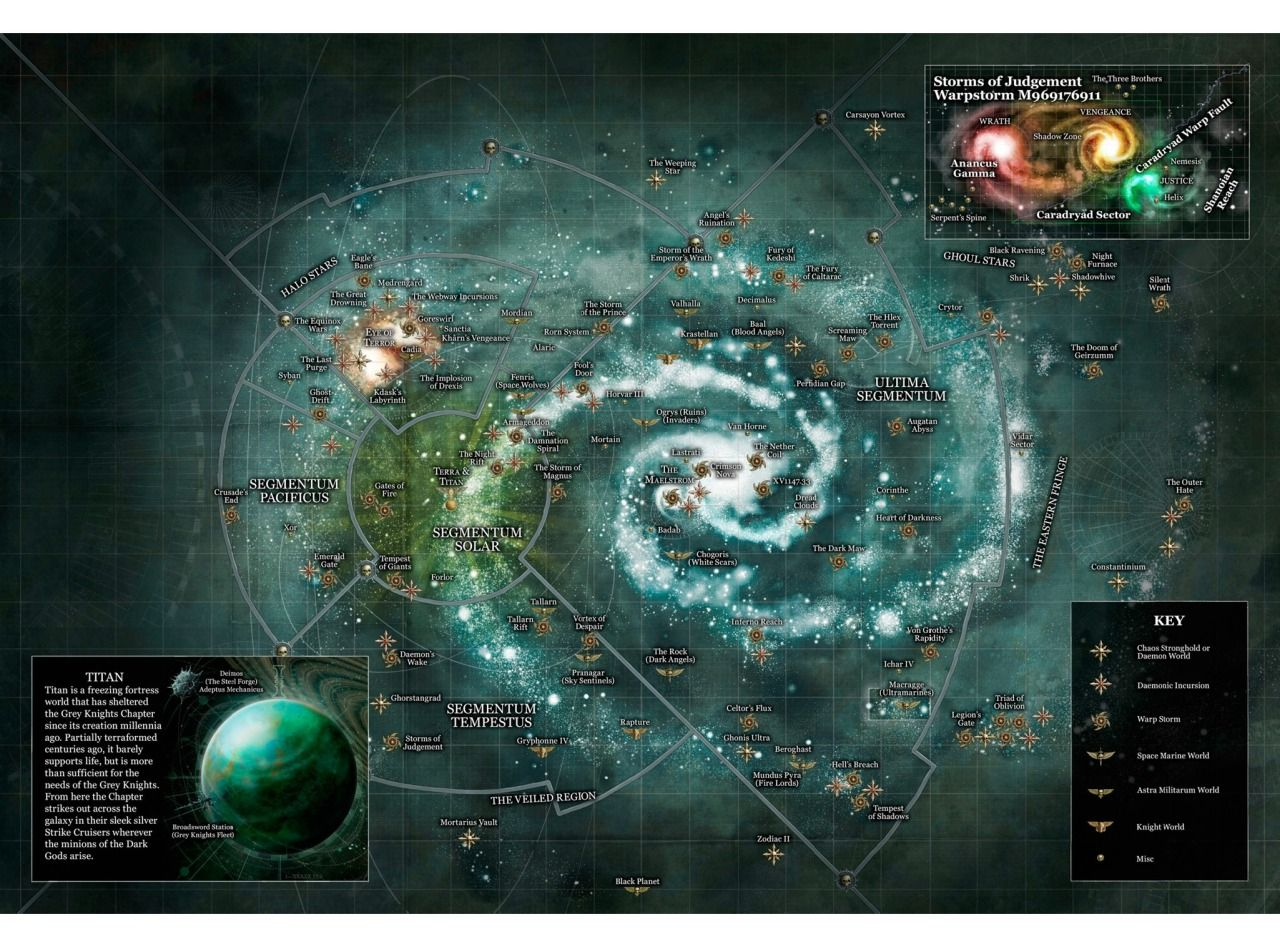 Storms of Judgement
Warpstorm M969176911
The Three Brothers
WRATH
VENGEANCE
Shadow Zone
Caradryad Warp Fault
Anancus
Gamma
Nemesis
JUSTICE
Helix
Shanoian
Reach
Serpent's Spine
Caradryad Sector
Carsayon Vortex
The Weeping
Star
Angel's
Ruination
Storm of the
Emperor's Wrath
Fury of
Kedeshi
The Fury
of Caltarac
GHOUL STARS
Black Ravening
Night
Furnace
Shrik
Shadowhive
Silent
Wrath
HALO STARS
Eagle's
Bane
Medrengard
The Great
Drowning
The Webway Incursions
The Equinox
Wars
Goreswirl
EYE OF
TERROR
Sanctia
Khârn's Vengeance
Cadia
The Last
Purge
Syban
The Implosion
of Drexis
Kdask's
Labyrinth
Ghost
Drift
Mordian
The Storm
of the Prince
Rorn System
Alaric
Valhalla
Decimalus
Krastellan
Baal
(Blood Angels)
Screaming
Maw
The Hlex
Torrent
Crytor
The Doom of
Geirzumm
Fool's
Door
Fenris
(Space Wolves)
Horvar III
Perfidian Gap
ULTIMA
SEGMENTUM
Ogrys (Ruins)
(Invaders)
Van Horne
Augatan
Abyss
Vidar
Sector
Armageddon
The
Damnation
Spiral
Mortain
The Night
Rift
The Storm of
Magnus
Lastrati
The Nether
Coil
THE
MAELSTROM
Crimson
Nova
XV1147-33
TERRA &
TITAN
SEGMENTUM
PACIFICUS
Crusade's
End
Gates of
Fire
Xor
SEGMENTUM
SOLAR
Dread
Clouds
Corinthe
Heart of Darkness
Badab
The Dark Maw
Chogoris
(White Scars)
THE EASTERN FRINGE
The Outer
Hate
Constantinium
Emerald
Gate
Tempest
of Giants
Forlor
Tallarn
Tallarn
Rift
Vortex of
Despair
Inferno Reach
Von Grothe's
Rapidity
Ichar IV
Daemon's
Wake
Pranagar
(Sky Sentinels)
The Rock
(Dark Angels)
Macragge
(Ultramarines)
Triad of
Oblivion
Legion's
Gate
Ghorstangrad
SEGMENTUM
TEMPESTUS
Storms of
Judgement
Gryphonne IV
Rapture
Celtor's Flux
Ghonis Ultra
Beroghast
Mundus Pyra
(Fire Lords)
Hell's Breach
Tempest
of Shadows
THE VEILED REGION
Mortarius Vault
Zodiac II
Black Planet
TITAN
Titan is a freezing fortress
world that has sheltered
the Grey Knights Chapter
since its creation millennia
ago. Partially terraformed
centuries ago, it barely
supports life, but is more
than sufficient for the
needs of the Grey Knights.
From here the Chapter
strikes out across the
galaxy in their sleek silver
Strike Cruisers wherever
the minions of the Dark
Gods arise.
Deimos
(The Steel Forge)
Adeptus Mechanicus
Broadsword Station
(Grey Knights Fleet)
KEY
Chaos Stronghold or
Daemon World
Daemonic Incursion
Warp Storm
Space Marine World
Astra Militarum World
Knight World
Misc